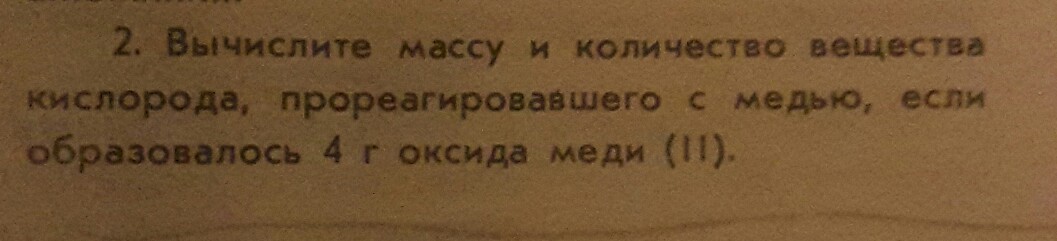 2. Вычислите массу и количество вещества
кислорода, прореагировавшего с медью, если
образовалось 4 г оксида меди (II).